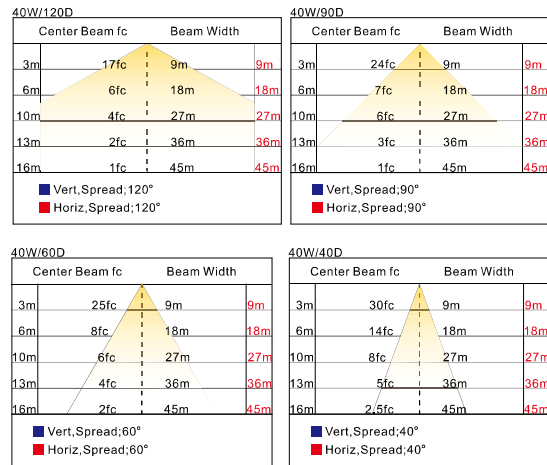 40W/120D
Center Beam fc Beam Width
3m 17fc 9m 9m
6m 6fc 18m 18m
10m 4fc 27m 27m
13m 2fc 36m 36m
16m 1fc 45m 45m
Vert,Spread;120°
Horiz,Spread;120°
40W/90D
Center Beam fc Beam Width
3m 24fc 9m 9m
6m 7fc 18m 18m
10m 6fc 27m 27m
13m 3fc 36m 36m
16m 1fc 45m 45m
Vert,Spread;90°
Horiz,Spread;90°
40W/60D
Center Beam fc Beam Width
3m 25fc 9m 9m
6m 8fc 18m 18m
10m 6fc 27m 27m
13m 4fc 36m 36m
16m 2fc 45m 45m
Vert,Spread;60°
Horiz,Spread;60°
40W/40D
Center Beam fc Beam Width
3m 30fc 9m 9m
6m 14fc 18m 18m
10m 8fc 27m 27m
13m 5fc 36m 36m
16m 2.5fc 45m 45m
Vert,Spread;40°
Horiz,Spread;40°